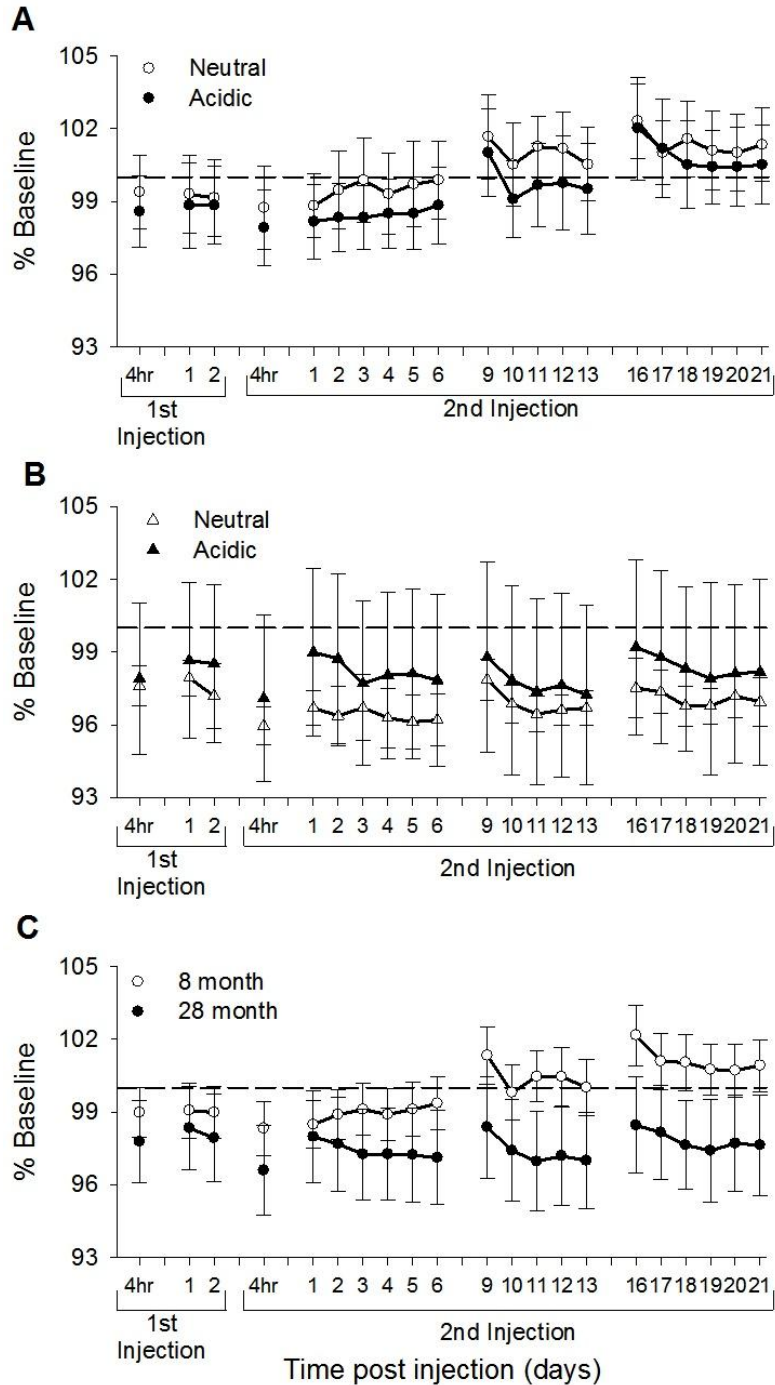 A
105
102
99
96
93
% Baseline
Neutral
Acidic
4hr 1 2 4hr 1 2 3 4 5 6 9 10 11 12 13 16 17 18 19 20 21
1st
Injection
2nd Injection
B
105
102
99
96
93
% Baseline
Neutral
Acidic
4hr 1 2 4hr 1 2 3 4 5 6 9 10 11 12 13 16 17 18 19 20 21
1st
Injection
2nd Injection
C
105
102
99
96
93
% Baseline
8 month
28 month
4hr 1 2 4hr 1 2 3 4 5 6 9 10 11 12 13 16 17 18 19 20 21
1st
Injection
2nd Injection
Time post injection (days)